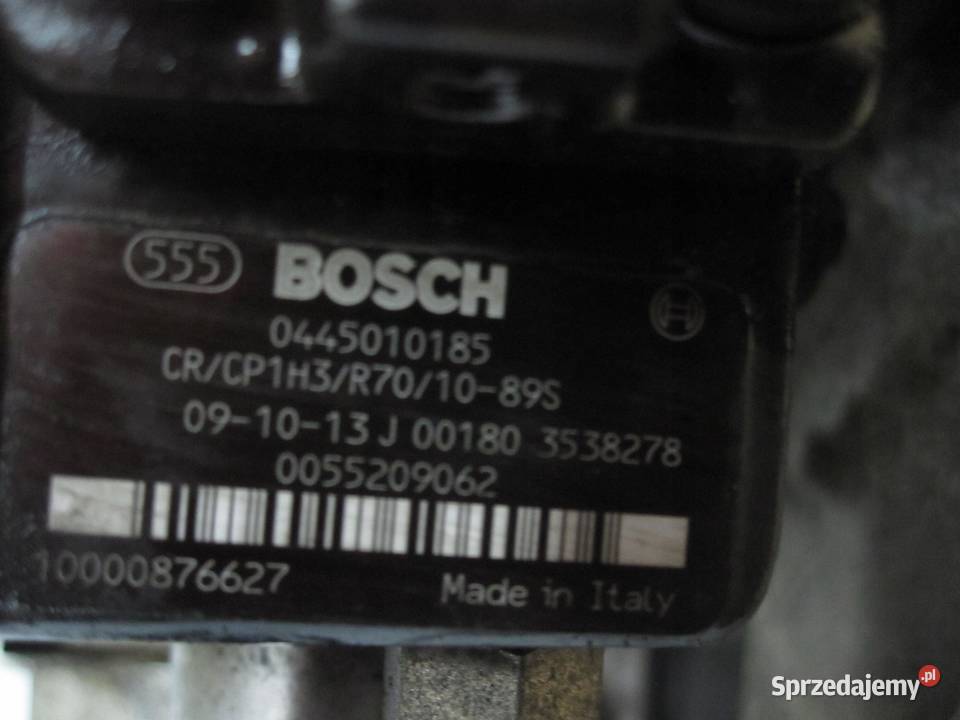 555 BOSCH
0445010185
CR/CP1H3/R70/10-89S
09-10-13 J 00180 3538278
0055209062
10000876627 Made in Italy
Sprzedajemy.pl